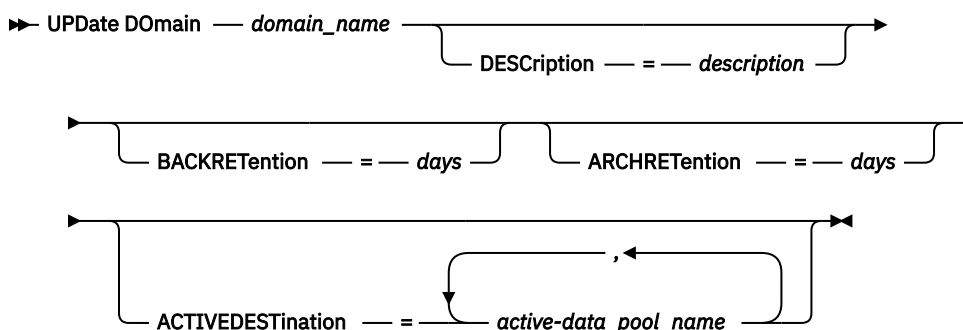 UPDate DOmain domain_name
DESCription = description
BACKRETention = days ARCHRETention = days
,
ACTIVEDESTination = active-data_pool_name